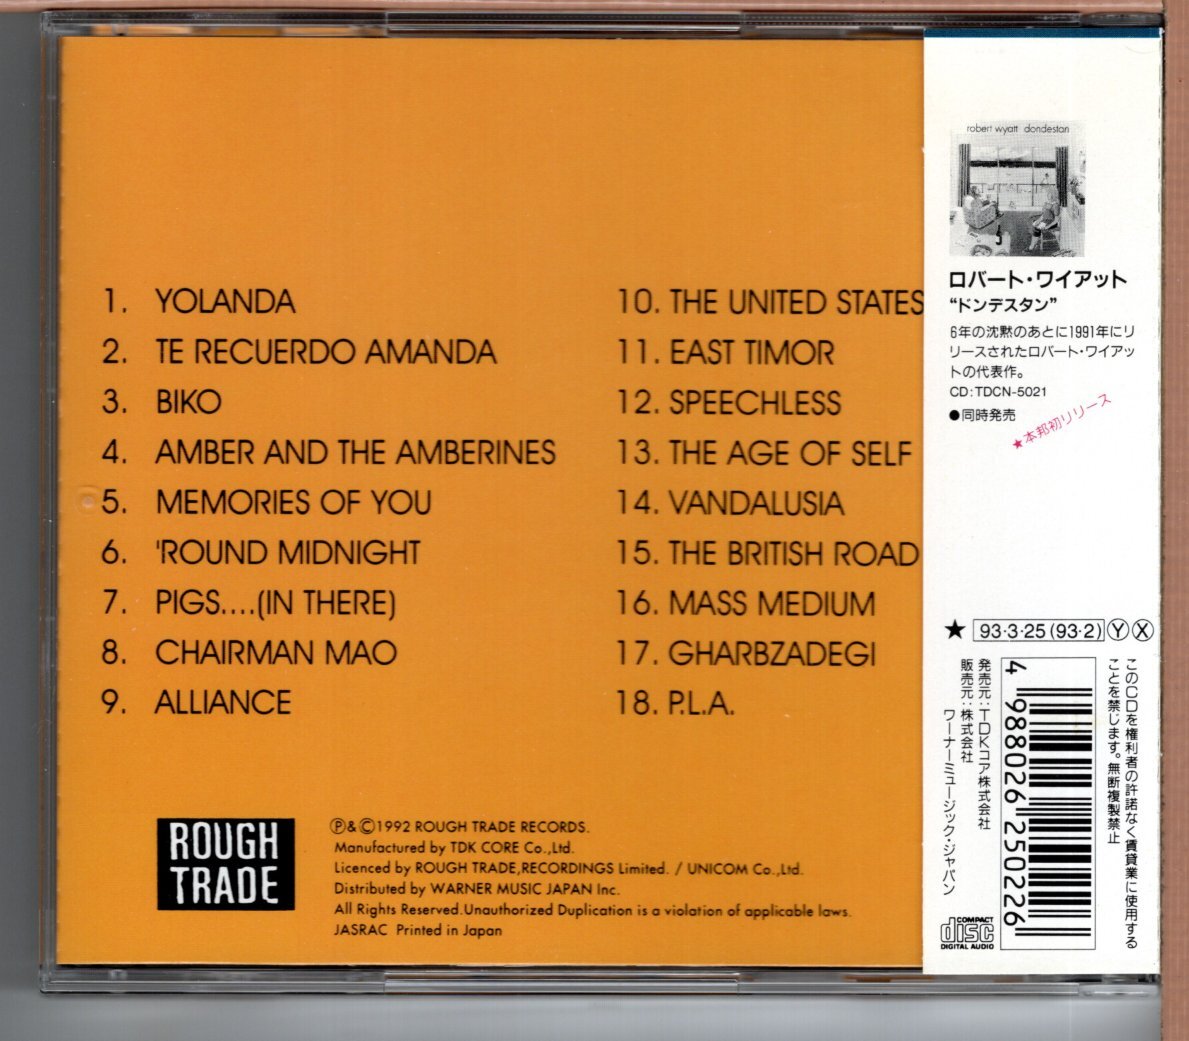 1. YOLANDA
2. TE RECUERDO AMANDA
3. BIKO
4. AMBER AND THE AMBERINES
5. MEMORIES OF YOU
6. 'ROUND MIDNIGHT
7. PIGS....(IN THERE)
8. CHAIRMAN MAO
9. ALLIANCE
10. THE UNITED STATES
11. EAST TIMOR
12. SPEECHLESS
13. THE AGE OF SELF
14. VANDALUSIA
15. THE BRITISH ROAD
16. MASS MEDIUM
17. GHARBZADEGI
18. P.L.A.
ROUGH
TRADE
Ⓟ&Ⓒ1992 ROUGH TRADE RECORDS.
Manufactured by TDK CORE Co.,Ltd.
Licenced by ROUGH TRADE,RECORDINGS Limited. / UNICOM Co.,Ltd.
Distributed by WARNER MUSIC JAPAN Inc.
All Rights Reserved.Unauthorized Duplication is a violation of applicable laws.
JASRAC Printed in Japan
robert wyatt dondestan
ロバート・ワイアット
“ドンデスタン”
6年の沈黙のあとに1991年にリ
リースされたロバート・ワイアッ
トの代表作。
CD:TDCN-5021
●同時発売
★本邦初リリース
★ 93·3·25(93·2) Ⓨ Ⓧ
このCDを権利者の許諾なく賃貸業に使用する
ことを禁じます。無断複製禁止
4 988026 250226
発売元:TDKコア株式会社
販売元:株式会社
ワーナーミュージック・ジャパン
COMPACT
disc
DIGITAL AUDIO